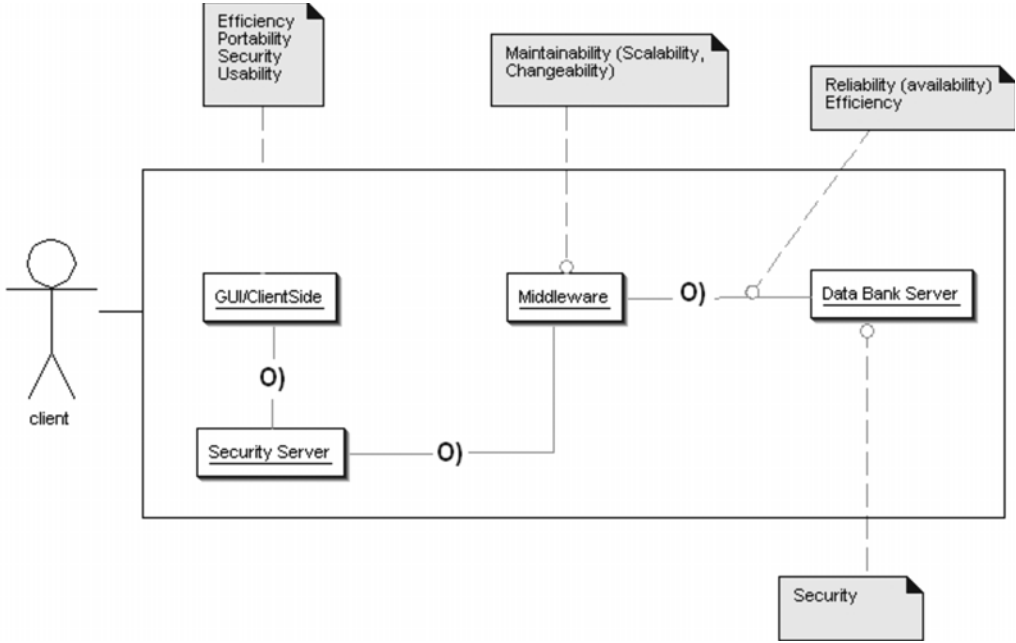 Efficiency
Portability
Security
Usability
Maintainability (Scalability,
Changeability)
Reliability (availability)
Efficiency
GUI/ClientSide
Middleware
O)
Data Bank Server
O)
client
Security Server
O)
Security